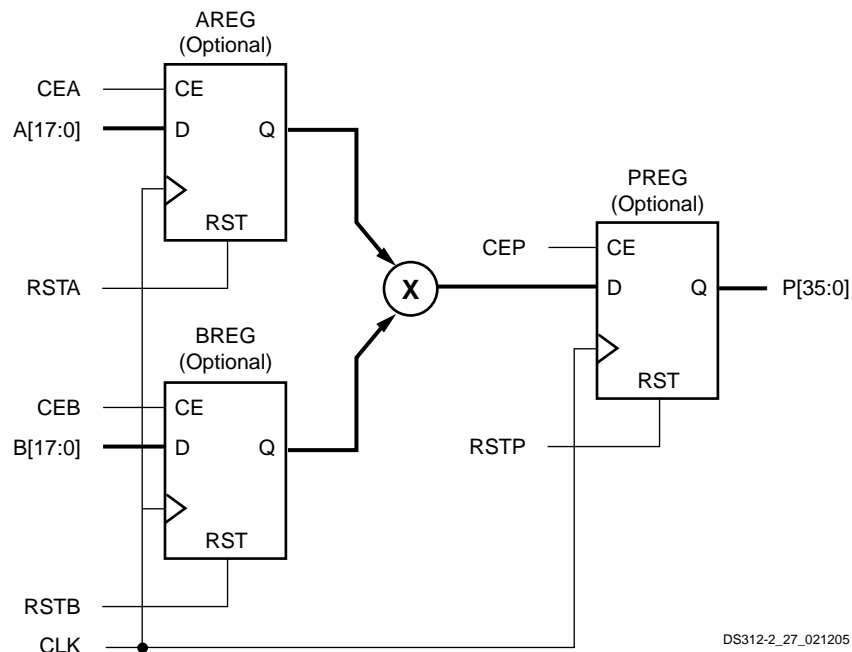 AREG
(Optional)
CEA
CE
A[17:0]
D
Q
RST
RSTA
PREG
(Optional)
CEP
CE
X
D
Q
P[35:0]
RST
RSTP
BREG
(Optional)
CEB
CE
B[17:0]
D
Q
RST
RSTB
CLK
DS312-2_27_021205